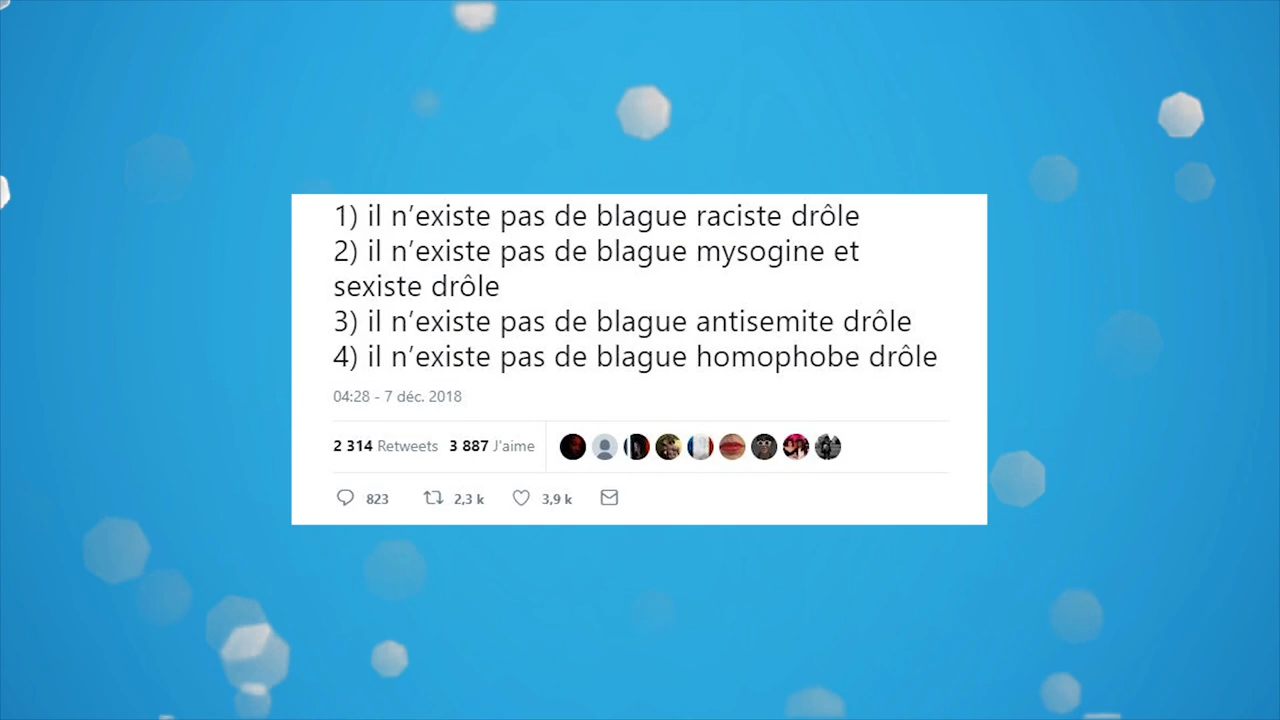 1) il n’existe pas de blague raciste drôle
2) il n’existe pas de blague mysogine et
sexiste drôle
3) il n’existe pas de blague antisemite drôle
4) il n’existe pas de blague homophobe drôle
04:28 - 7 déc. 2018
2 314 Retweets 3 887 J'aime
823 2,3 k 3,9 k